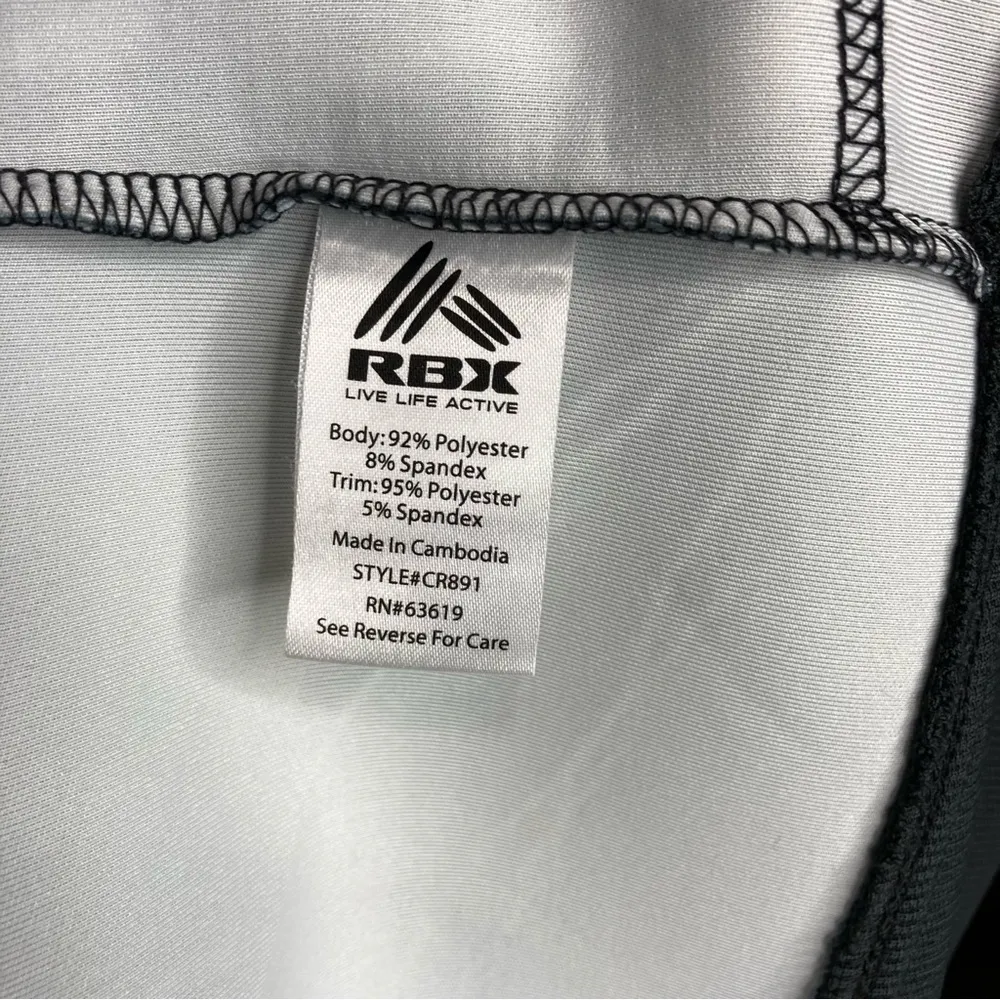 RBX
LIVE LIFE ACTIVE
Body:92% Polyester
8% Spandex
Trim:95% Polyester
5% Spandex
Made In Cambodia
STYLE#CR891
RN#63619
See Reverse For Care